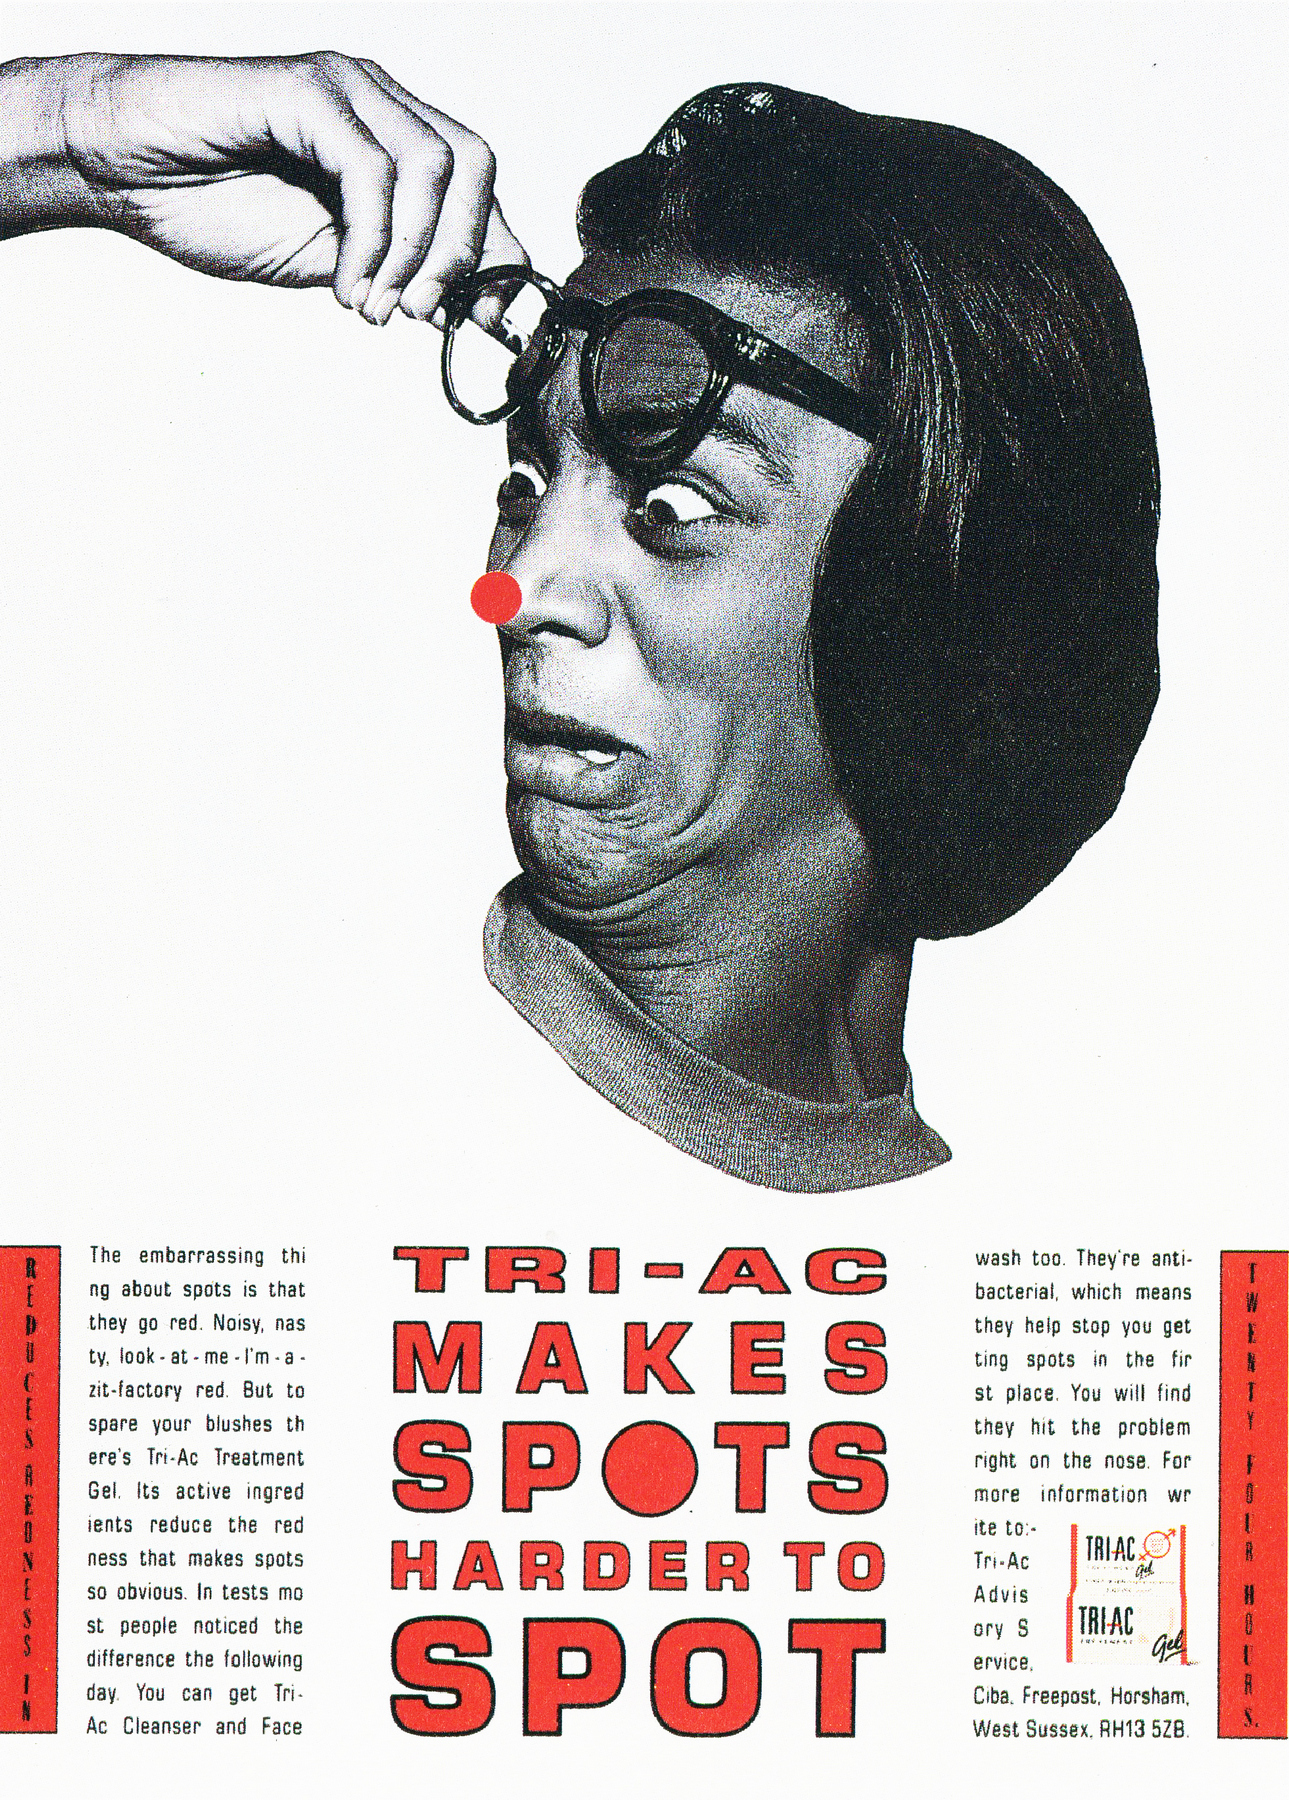 REDUCES REDNESS IN
The embarrassing thi
ng about spots is that
they go red. Noisy, nas
ty, look-at-me-I'm-a-
zit-factory red. But to
spare your blushes th
ere's Tri-Ac Treatment
Gel. Its active ingred
ients reduce the red
ness that makes spots
so obvious. In tests mo
st people noticed the
difference the following
day. You can get Tri-
Ac Cleanser and Face
TRI-AC
MAKES
SPOTS
HARDER TO
SPOT
wash too. They're anti-
bacterial, which means
they help stop you get
ting spots in the fir
st place. You will find
they hit the problem
right on the nose. For
more information wr
ite to:-
Tri-Ac
Advis
ory S
ervice,
Ciba, Freepost, Horsham,
West Sussex, RH13 5ZB.
TRI-AC
Gel
TRI-AC
Gel
TWENTY FOUR HOURS.